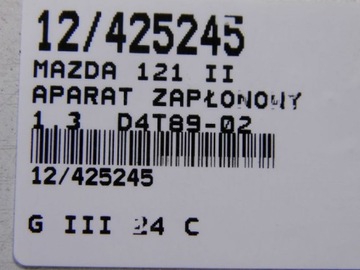 12/425245
MAZDA 121 II
APARAT ZAPŁONOWY
1 3 D4T89-02
12/425245
G III 24 C